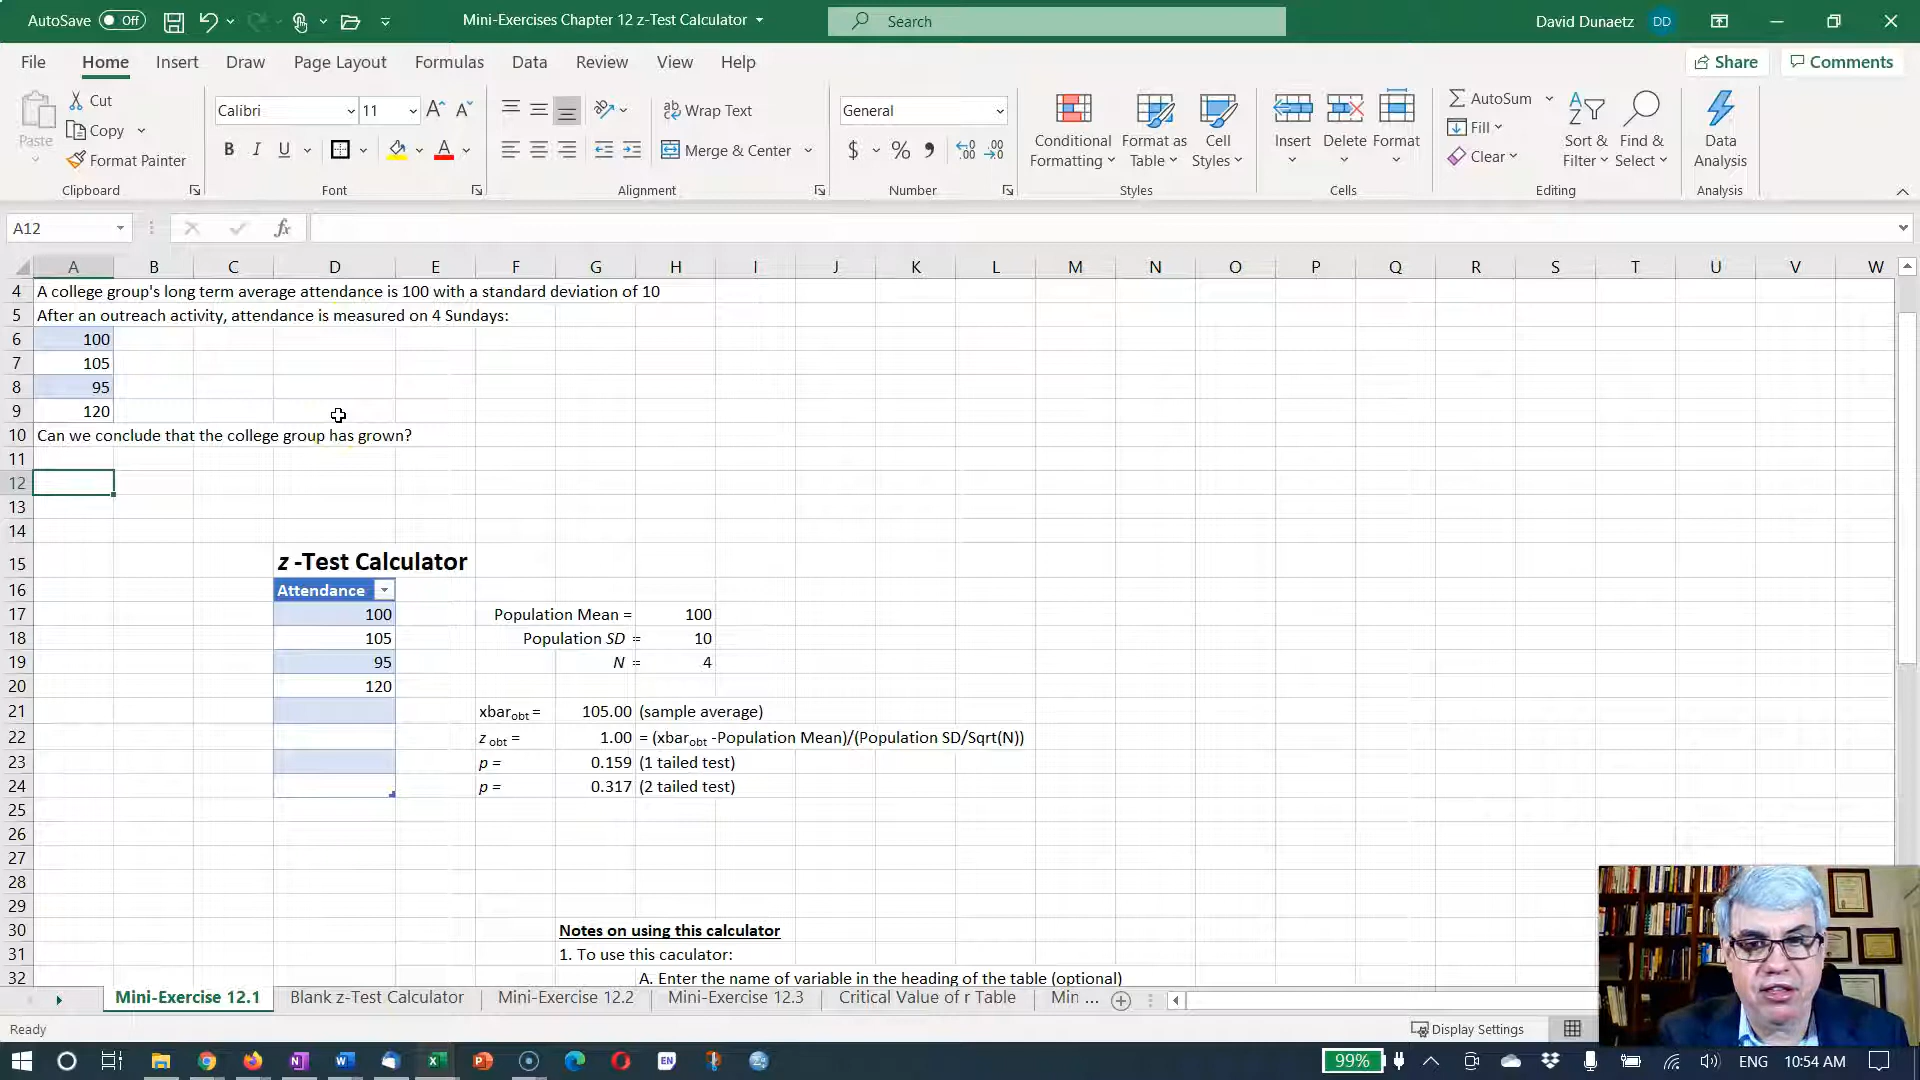 AutoSave Off
Mini-Exercises Chapter 12 z-Test Calculator
Search
David Dunaetz DD
File Home Insert Draw Page Layout Formulas Data Review View Help
Share Comments
Paste
Cut
Copy
Format Painter
Clipboard
Calibri 11
B I U
Font
Wrap Text
Merge & Center
Alignment
General
$ %
Number
Conditional Formatting
Format as Table
Cell Styles
Styles
Insert Delete Format
Cells
AutoSum
Fill
Clear
Sort & Filter
Find & Select
Editing
Data Analysis
Analysis
A12
fx
A B C D E F G H I J K L M N O P Q R S T U V W
4 A college group's long term average attendance is 100 with a standard deviation of 10
5 After an outreach activity, attendance is measured on 4 Sundays:
6 100
7 105
8 95
9 120
10 Can we conclude that the college group has grown?
11
12
13
14
15 z -Test Calculator
16 Attendance
17 100 Population Mean = 100
18 105 Population SD = 10
19 95 N = 4
20 120
21 xbarobt = 105.00 (sample average)
22 z obt = 1.00 = (xbarobt -Population Mean)/(Population SD/Sqrt(N))
23 p = 0.159 (1 tailed test)
24 p = 0.317 (2 tailed test)
25
26
27
28
29
30 Notes on using this calculator
31 1. To use this caculator:
32 A. Enter the name of variable in the heading of the table (optional)
Mini-Exercise 12.1 Blank z-Test Calculator Mini-Exercise 12.2 Mini-Exercise 12.3 Critical Value of r Table Min ...
Ready
Display Settings
99% ENG 10:54 AM